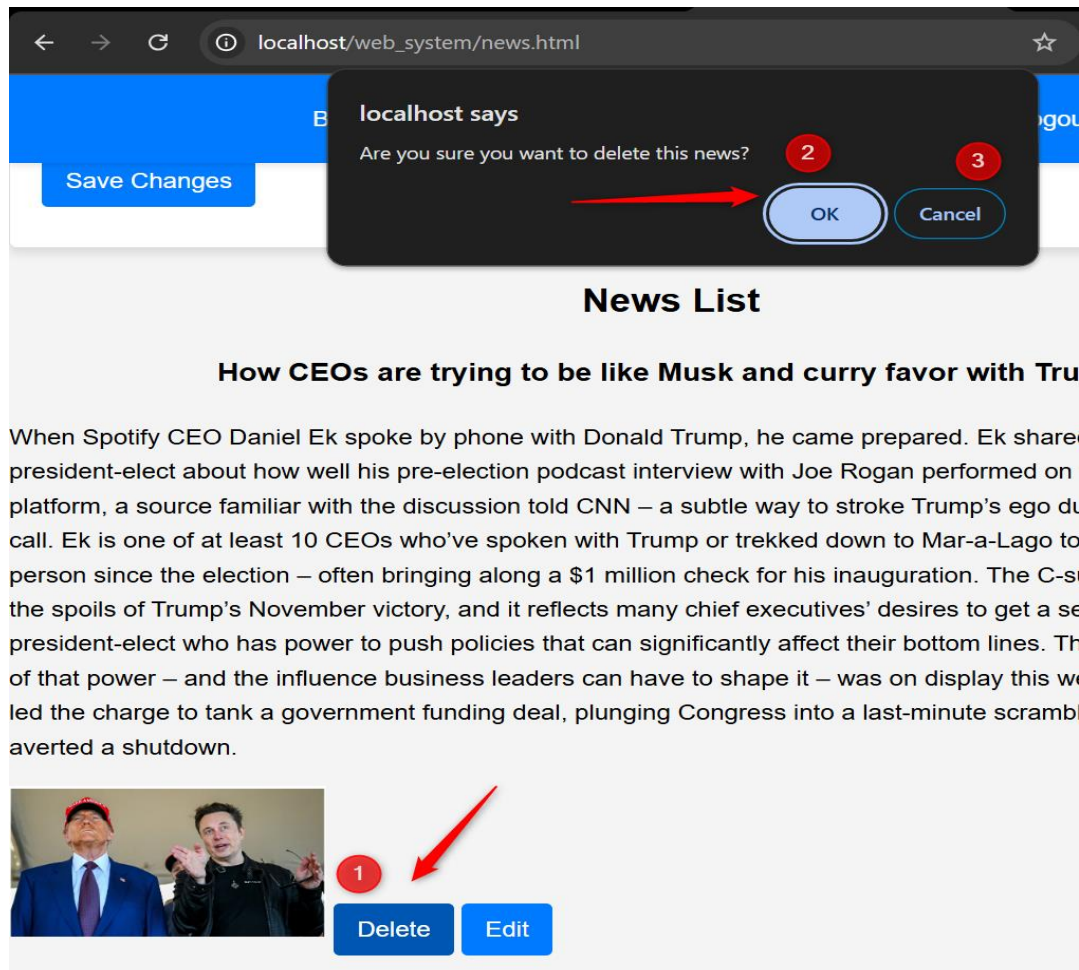 localhost/web_system/news.html
localhost says
Are you sure you want to delete this news?
2
3
OK
Cancel
Save Changes
News List
How CEOs are trying to be like Musk and curry favor with Tru
When Spotify CEO Daniel Ek spoke by phone with Donald Trump, he came prepared. Ek share
president-elect about how well his pre-election podcast interview with Joe Rogan performed on
platform, a source familiar with the discussion told CNN – a subtle way to stroke Trump’s ego du
call. Ek is one of at least 10 CEOs who’ve spoken with Trump or trekked down to Mar-a-Lago to
person since the election – often bringing along a $1 million check for his inauguration. The C-su
the spoils of Trump’s November victory, and it reflects many chief executives’ desires to get a se
president-elect who has power to push policies that can significantly affect their bottom lines. Th
of that power – and the influence business leaders can have to shape it – was on display this we
led the charge to tank a government funding deal, plunging Congress into a last-minute scrambl
averted a shutdown.
1
Delete
Edit